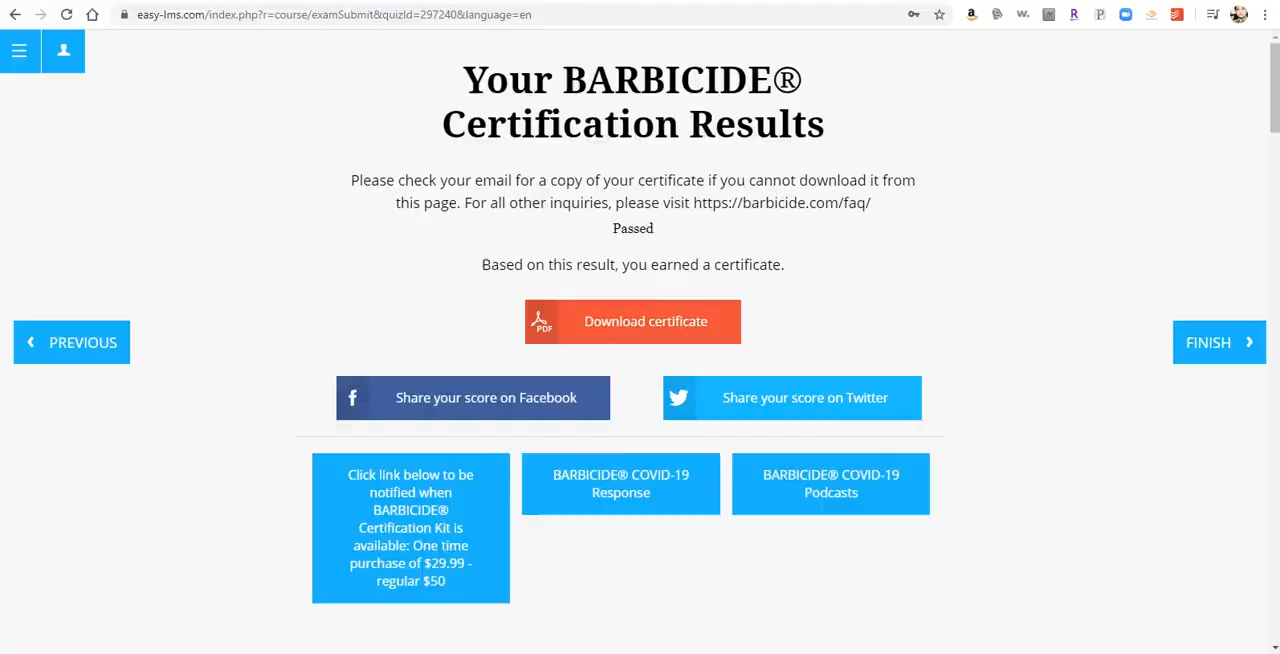 easy-lms.com/index.php?r=course/examSubmit&quizId=297240&language=en
Your BARBICIDE®
Certification Results
Please check your email for a copy of your certificate if you cannot download it from
this page. For all other inquiries, please visit https://barbicide.com/faq/
Passed
Based on this result, you earned a certificate.
PDF
Download certificate
PREVIOUS
FINISH
Share your score on Facebook
Share your score on Twitter
Click link below to be
notified when
BARBICIDE®
Certification Kit is
available: One time
purchase of $29.99 -
regular $50
BARBICIDE® COVID-19
Response
BARBICIDE® COVID-19
Podcasts